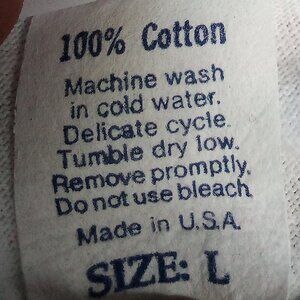 100% Cotton
Machine wash
in cold water.
Delicate cycle.
Tumble dry low.
Remove promptly.
Do not use bleach
Made in U.S.A.
SIZE: L